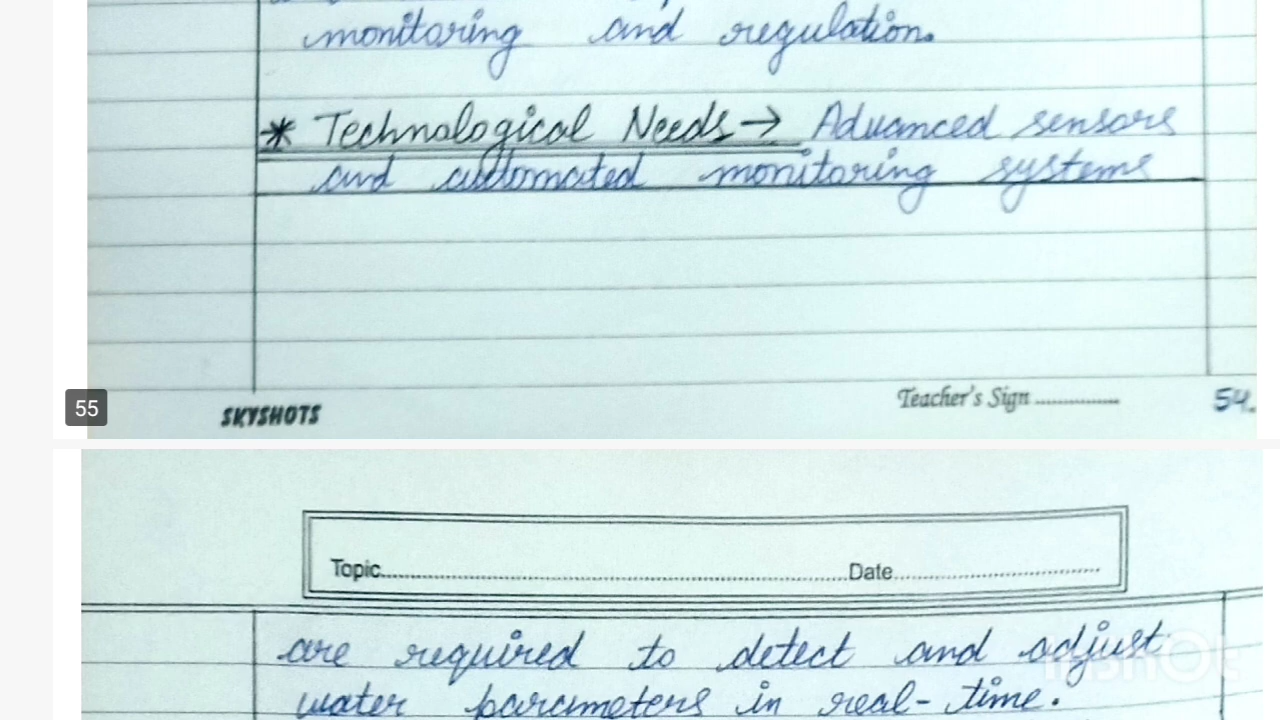 monitoring and regulation.
* Technological Needs → Advanced sensors
and automated monitoring systems
55
SKYSHOTS
Teacher's Sign ...............
54.
Topic.......................................................Date........................
are required to detect and adjust
water parameters in real-time.